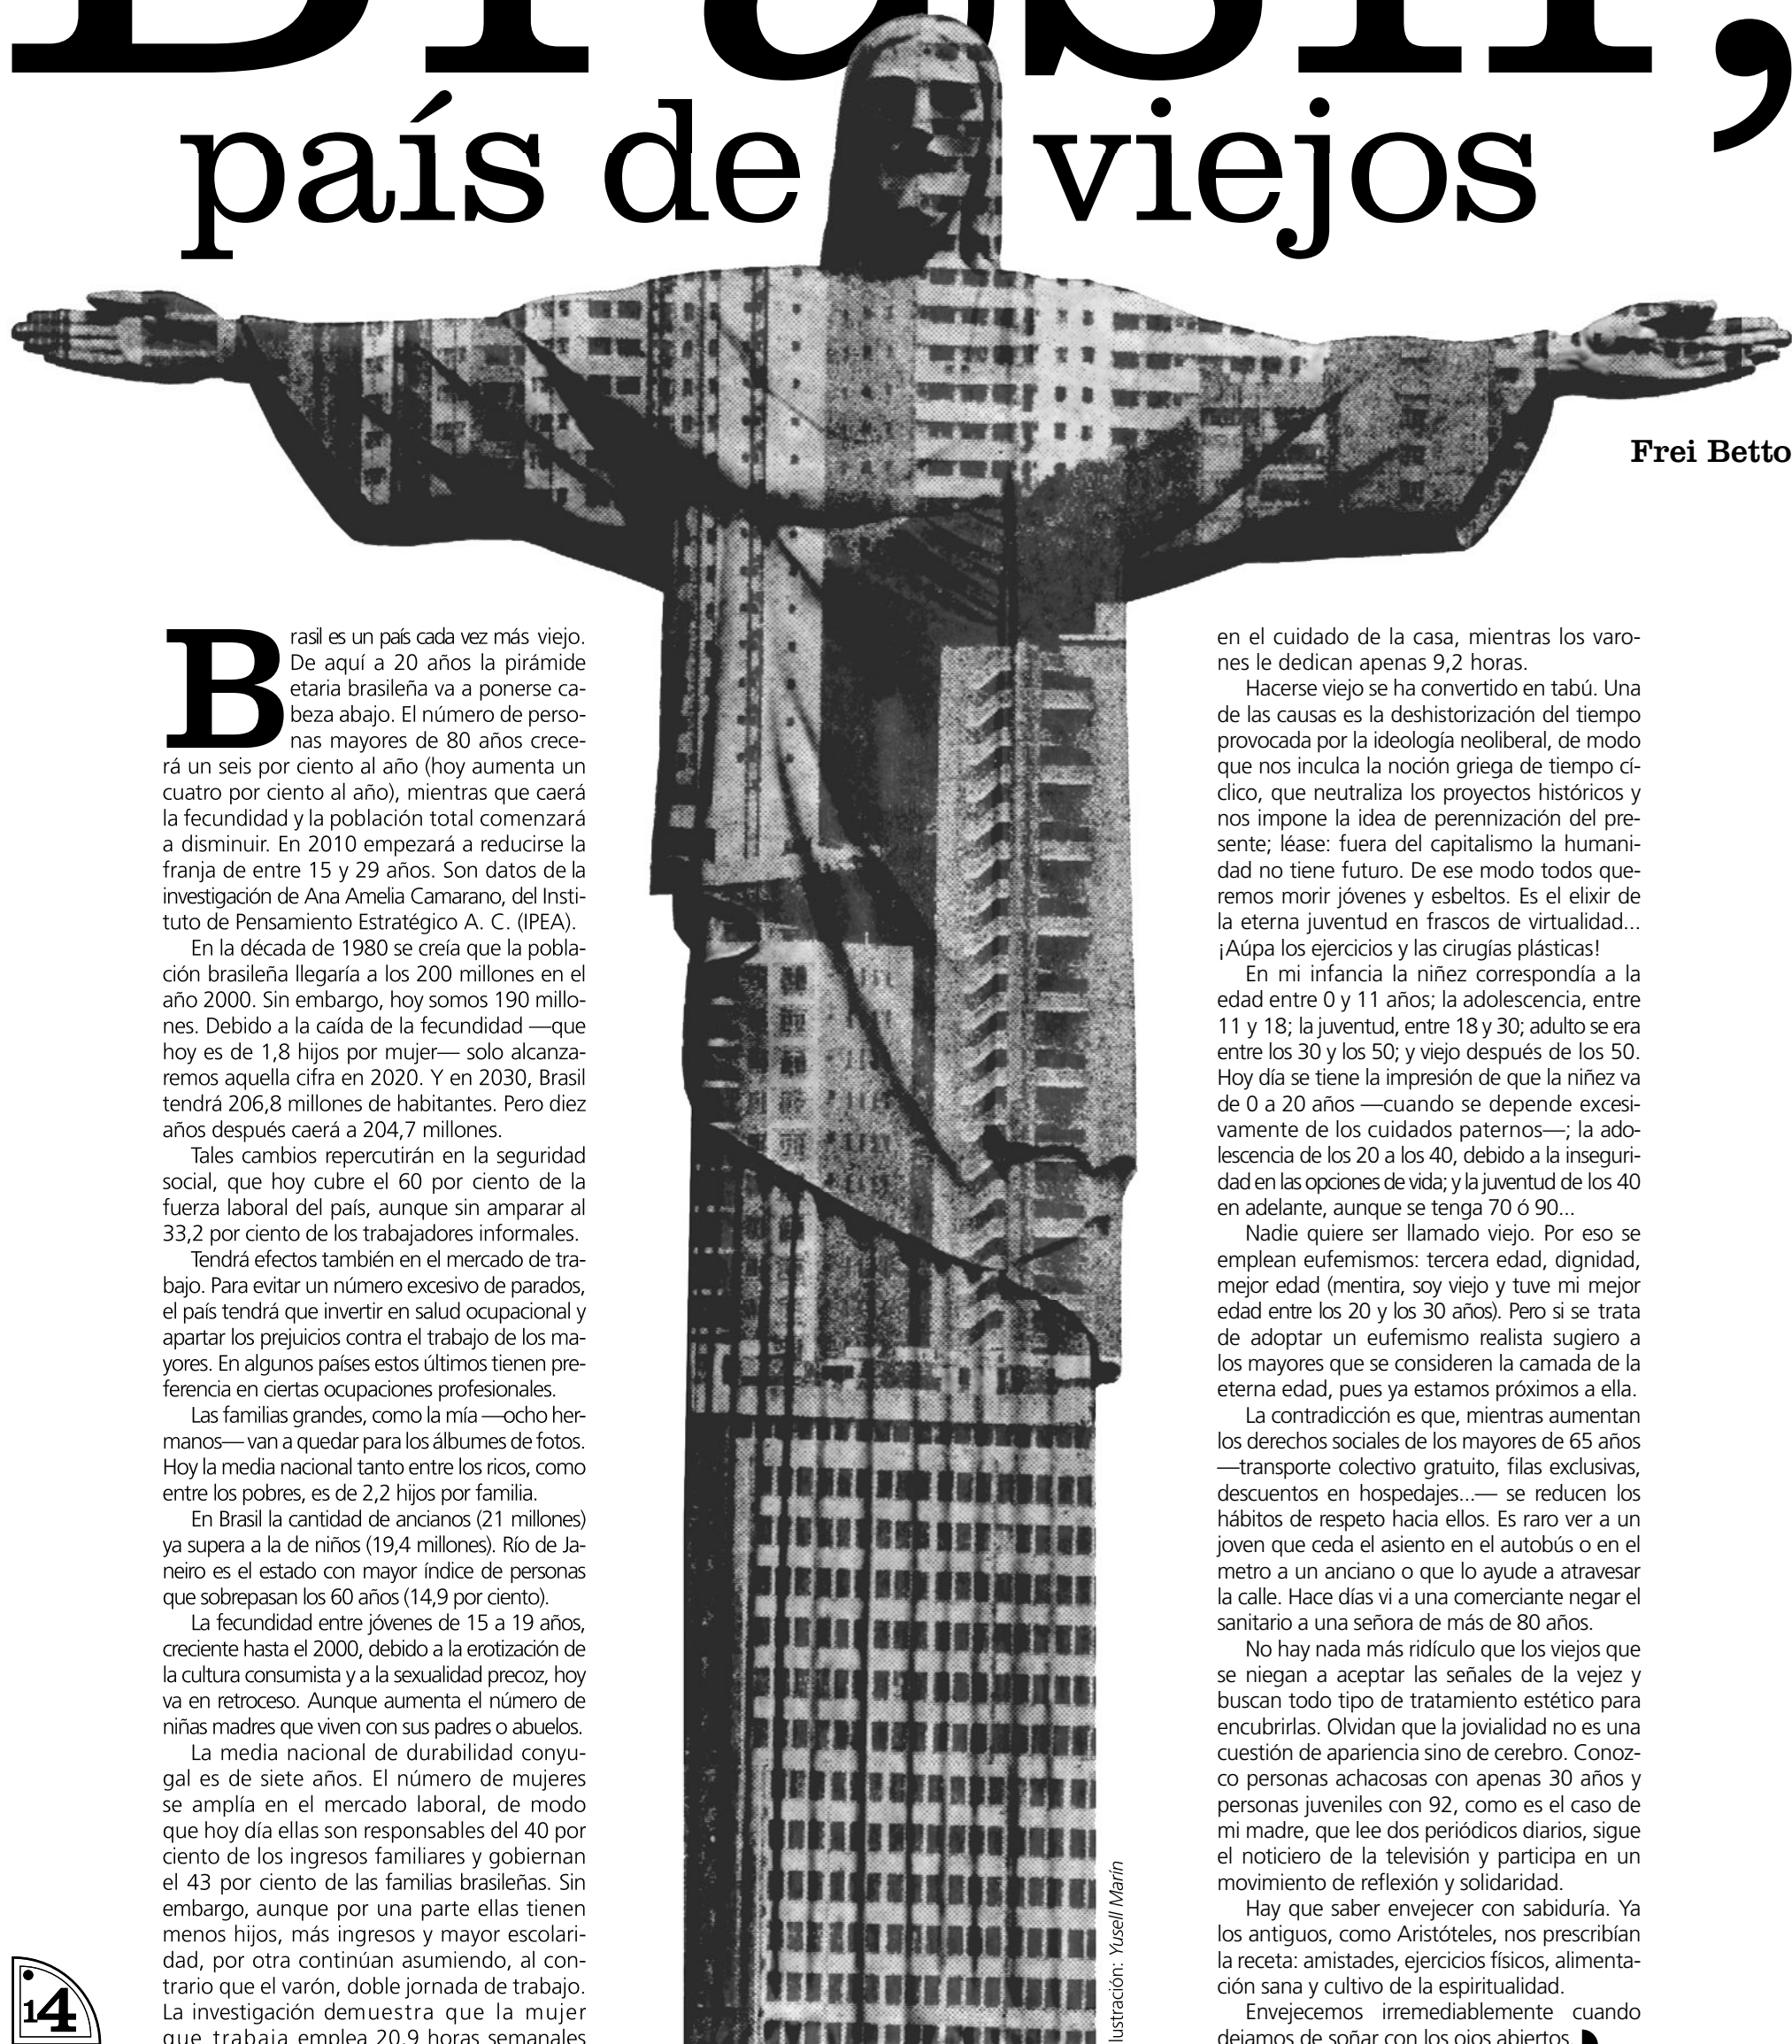 Brasil,
país de viejos
Frei Betto
Brasil es un país cada vez más viejo.
De aquí a 20 años la pirámide
etaria brasileña va a ponerse ca-
beza abajo. El número de perso-
nas mayores de 80 años crece-
rá un seis por ciento al año (hoy aumenta un
cuatro por ciento al año), mientras que caerá
la fecundidad y la población total comenzará
a disminuir. En 2010 empezará a reducirse la
franja de entre 15 y 29 años. Son datos de la
investigación de Ana Amelia Camarano, del Insti-
tuto de Pensamiento Estratégico A. C. (IPEA).
En la década de 1980 se creía que la pobla-
ción brasileña llegaría a los 200 millones en el
año 2000. Sin embargo, hoy somos 190 millo-
nes. Debido a la caída de la fecundidad —que
hoy es de 1,8 hijos por mujer— solo alcanza-
remos aquella cifra en 2020. Y en 2030, Brasil
tendrá 206,8 millones de habitantes. Pero diez
años después caerá a 204,7 millones.
Tales cambios repercutirán en la seguridad
social, que hoy cubre el 60 por ciento de la
fuerza laboral del país, aunque sin amparar al
33,2 por ciento de los trabajadores informales.
Tendrá efectos también en el mercado de tra-
bajo. Para evitar un número excesivo de parados,
el país tendrá que invertir en salud ocupacional y
apartar los prejuicios contra el trabajo de los ma-
yores. En algunos países estos últimos tienen pre-
ferencia en ciertas ocupaciones profesionales.
Las familias grandes, como la mía —ocho her-
manos— van a quedar para los álbumes de fotos.
Hoy la media nacional tanto entre los ricos, como
entre los pobres, es de 2,2 hijos por familia.
En Brasil la cantidad de ancianos (21 millones)
ya supera a la de niños (19,4 millones). Río de Ja-
neiro es el estado con mayor índice de personas
que sobrepasan los 60 años (14,9 por ciento).
La fecundidad entre jóvenes de 15 a 19 años,
creciente hasta el 2000, debido a la erotización de
la cultura consumista y a la sexualidad precoz, hoy
va en retroceso. Aunque aumenta el número de
niñas madres que viven con sus padres o abuelos.
La media nacional de durabilidad conyu-
gal es de siete años. El número de mujeres
se amplía en el mercado laboral, de modo
que hoy día ellas son responsables del 40 por
ciento de los ingresos familiares y gobiernan
el 43 por ciento de las familias brasileñas. Sin
embargo, aunque por una parte ellas tienen
menos hijos, más ingresos y mayor escolari-
dad, por otra continúan asumiendo, al con-
trario que el varón, doble jornada de trabajo.
La investigación demuestra que la mujer
que trabaja emplea 20,9 horas semanales
en el cuidado de la casa, mientras los varo-
nes le dedican apenas 9,2 horas.
Hacerse viejo se ha convertido en tabú. Una
de las causas es la deshistorización del tiempo
provocada por la ideología neoliberal, de modo
que nos inculca la noción griega de tiempo cí-
clico, que neutraliza los proyectos históricos y
nos impone la idea de perennización del pre-
sente; léase: fuera del capitalismo la humani-
dad no tiene futuro. De ese modo todos que-
remos morir jóvenes y esbeltos. Es el elixir de
la eterna juventud en frascos de virtualidad...
¡Aúpa los ejercicios y las cirugías plásticas!
En mi infancia la niñez correspondía a la
edad entre 0 y 11 años; la adolescencia, entre
11 y 18; la juventud, entre 18 y 30; adulto se era
entre los 30 y los 50; y viejo después de los 50.
Hoy día se tiene la impresión de que la niñez va
de 0 a 20 años —cuando se depende excesi-
vamente de los cuidados paternos—; la ado-
lescencia de los 20 a los 40, debido a la inseguri-
dad en las opciones de vida; y la juventud de los 40
en adelante, aunque se tenga 70 ó 90...
Nadie quiere ser llamado viejo. Por eso se
emplean eufemismos: tercera edad, dignidad,
mejor edad (mentira, soy viejo y tuve mi mejor
edad entre los 20 y los 30 años). Pero si se trata
de adoptar un eufemismo realista sugiero a
los mayores que se consideren la camada de la
eterna edad, pues ya estamos próximos a ella.
La contradicción es que, mientras aumentan
los derechos sociales de los mayores de 65 años
—transporte colectivo gratuito, filas exclusivas,
descuentos en hospedajes...— se reducen los
hábitos de respeto hacia ellos. Es raro ver a un
joven que ceda el asiento en el autobús o en el
metro a un anciano o que lo ayude a atravesar
la calle. Hace días vi a una comerciante negar el
sanitario a una señora de más de 80 años.
No hay nada más ridículo que los viejos que
se niegan a aceptar las señales de la vejez y
buscan todo tipo de tratamiento estético para
encubrirlas. Olvidan que la jovialidad no es una
cuestión de apariencia sino de cerebro. Conoz-
co personas achacosas con apenas 30 años y
personas juveniles con 92, como es el caso de
mi madre, que lee dos periódicos diarios, sigue
el noticiero de la televisión y participa en un
movimiento de reflexión y solidaridad.
Hay que saber envejecer con sabiduría. Ya
los antiguos, como Aristóteles, nos prescribían
la receta: amistades, ejercicios físicos, alimenta-
ción sana y cultivo de la espiritualidad.
Envejecemos irremediablemente cuando
dejamos de soñar con los ojos abiertos.
lustración: Yusell Marín
14